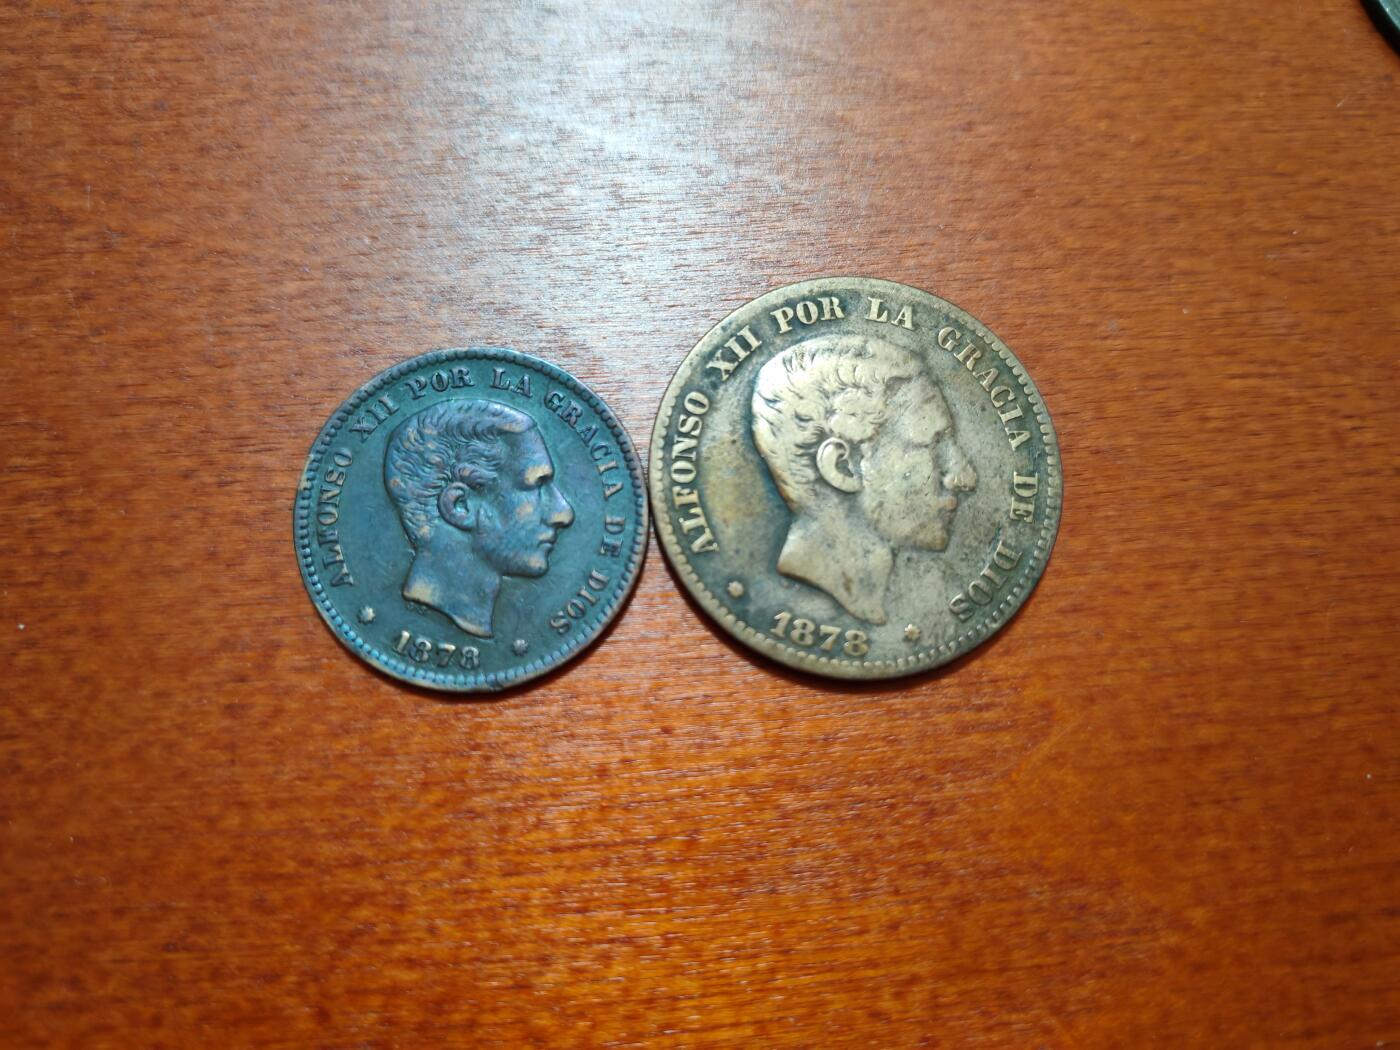 ALFONSO XII POR LA GRACIA DE DIOS
* 1878 *
ALFONSO XII POR LA GRACIA DE DIOS
* 1878 *